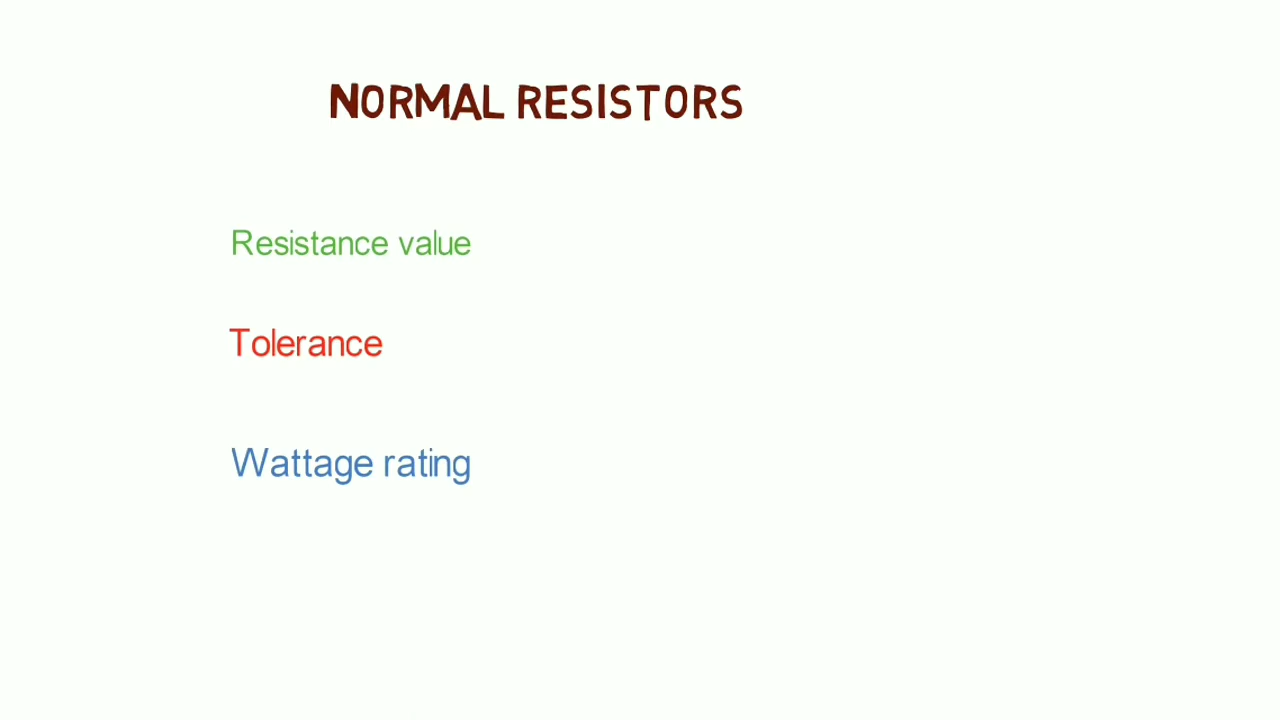 NORMAL RESISTORS
Resistance value
Tolerance
Wattage rating